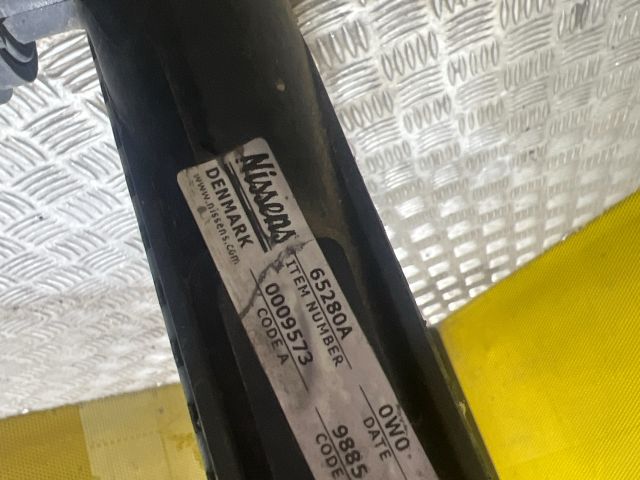 Nissens
DENMARK
www.nissens.com
65280A
ITEM NUMBER
0009573
CODE A
0W0
DATE
9885
CODE